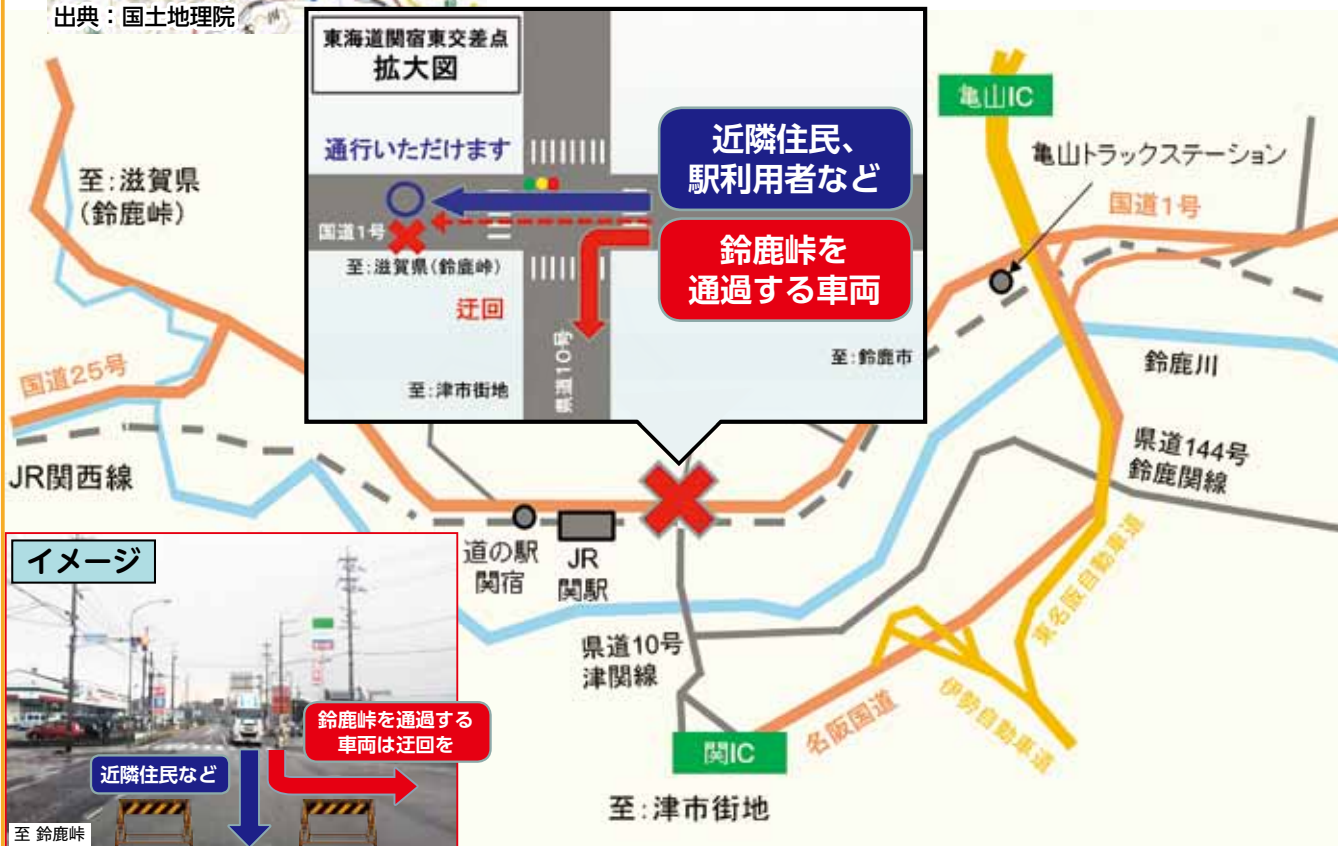 出典：国土地理院
東海道関宿東交差点
拡大図
通行いただけます
近隣住民、
駅利用者など
国道1号
至：滋賀県（鈴鹿峠）
鈴鹿峠を
通過する車両
迂回
県道10号
至：津市街地
至：鈴鹿市
至：滋賀県
（鈴鹿峠）
亀山IC
亀山トラックステーション
国道1号
国道25号
鈴鹿川
JR関西線
県道144号
鈴鹿関線
道の駅
関宿
JR
関駅
県道10号
津関線
東名阪自動車道
伊勢自動車道
名阪国道
関IC
至：津市街地
イメージ
鈴鹿峠を通過する
車両は迂回を
近隣住民など
至 鈴鹿峠